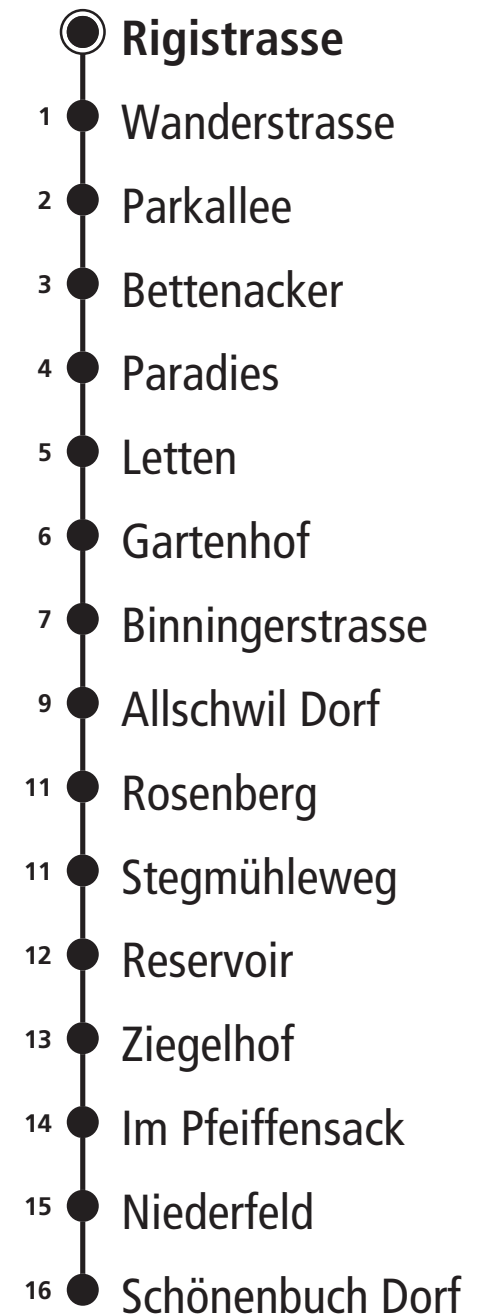 Rigistrasse
1 Wanderstrasse
2 Parkallee
3 Bettenacker
4 Paradies
5 Letten
6 Gartenhof
7 Binningerstrasse
9 Allschwil Dorf
11 Rosenberg
11 Stegmühleweg
12 Reservoir
13 Ziegelhof
14 Im Pfeiffensack
15 Niederfeld
16 Schönenbuch Dorf